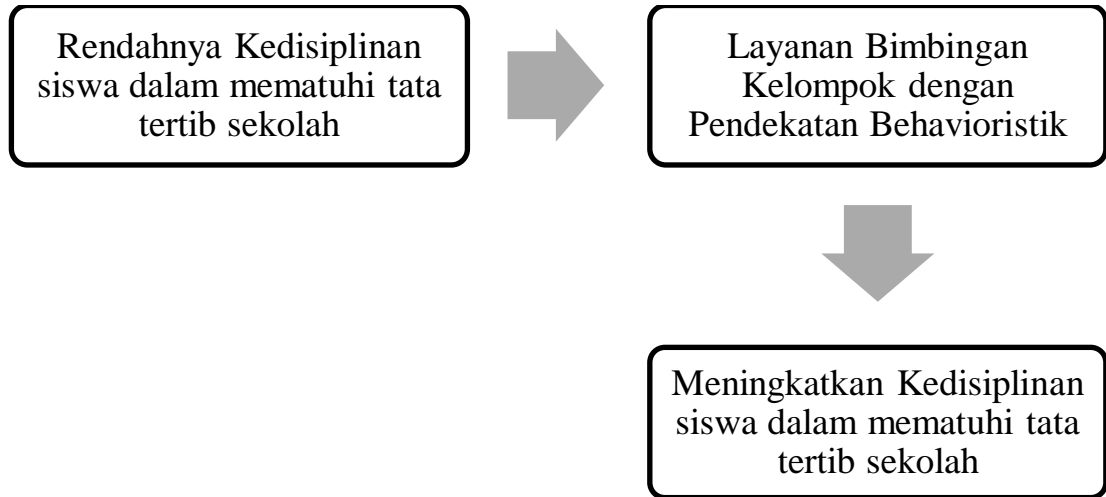 Rendahnya Kedisiplinan
siswa dalam mematuhi tata
tertib sekolah
Layanan Bimbingan
Kelompok dengan
Pendekatan Behavioristik
Meningkatkan Kedisiplinan
siswa dalam mematuhi tata
tertib sekolah